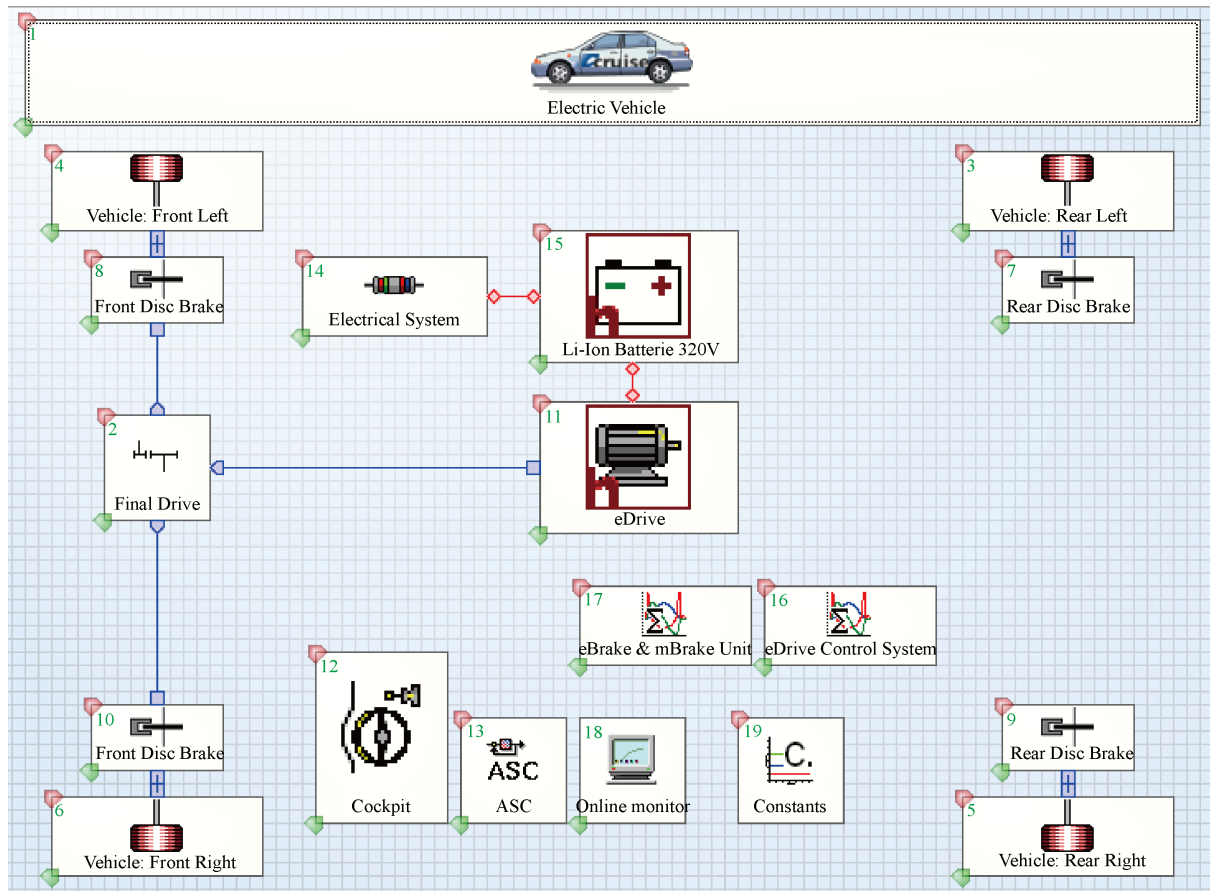 1
cruise
Electric Vehicle
4
Vehicle: Front Left
3
Vehicle: Rear Left
8
Front Disc Brake
14
Electrical System
15
Li-Ion Batterie 320V
7
Rear Disc Brake
2
Final Drive
11
eDrive
17
eBrake & mBrake Unit
16
eDrive Control System
12
Cockpit
10
Front Disc Brake
13
ASC
ASC
18
Online monitor
19
C.
Constants
9
Rear Disc Brake
6
Vehicle: Front Right
5
Vehicle: Rear Right